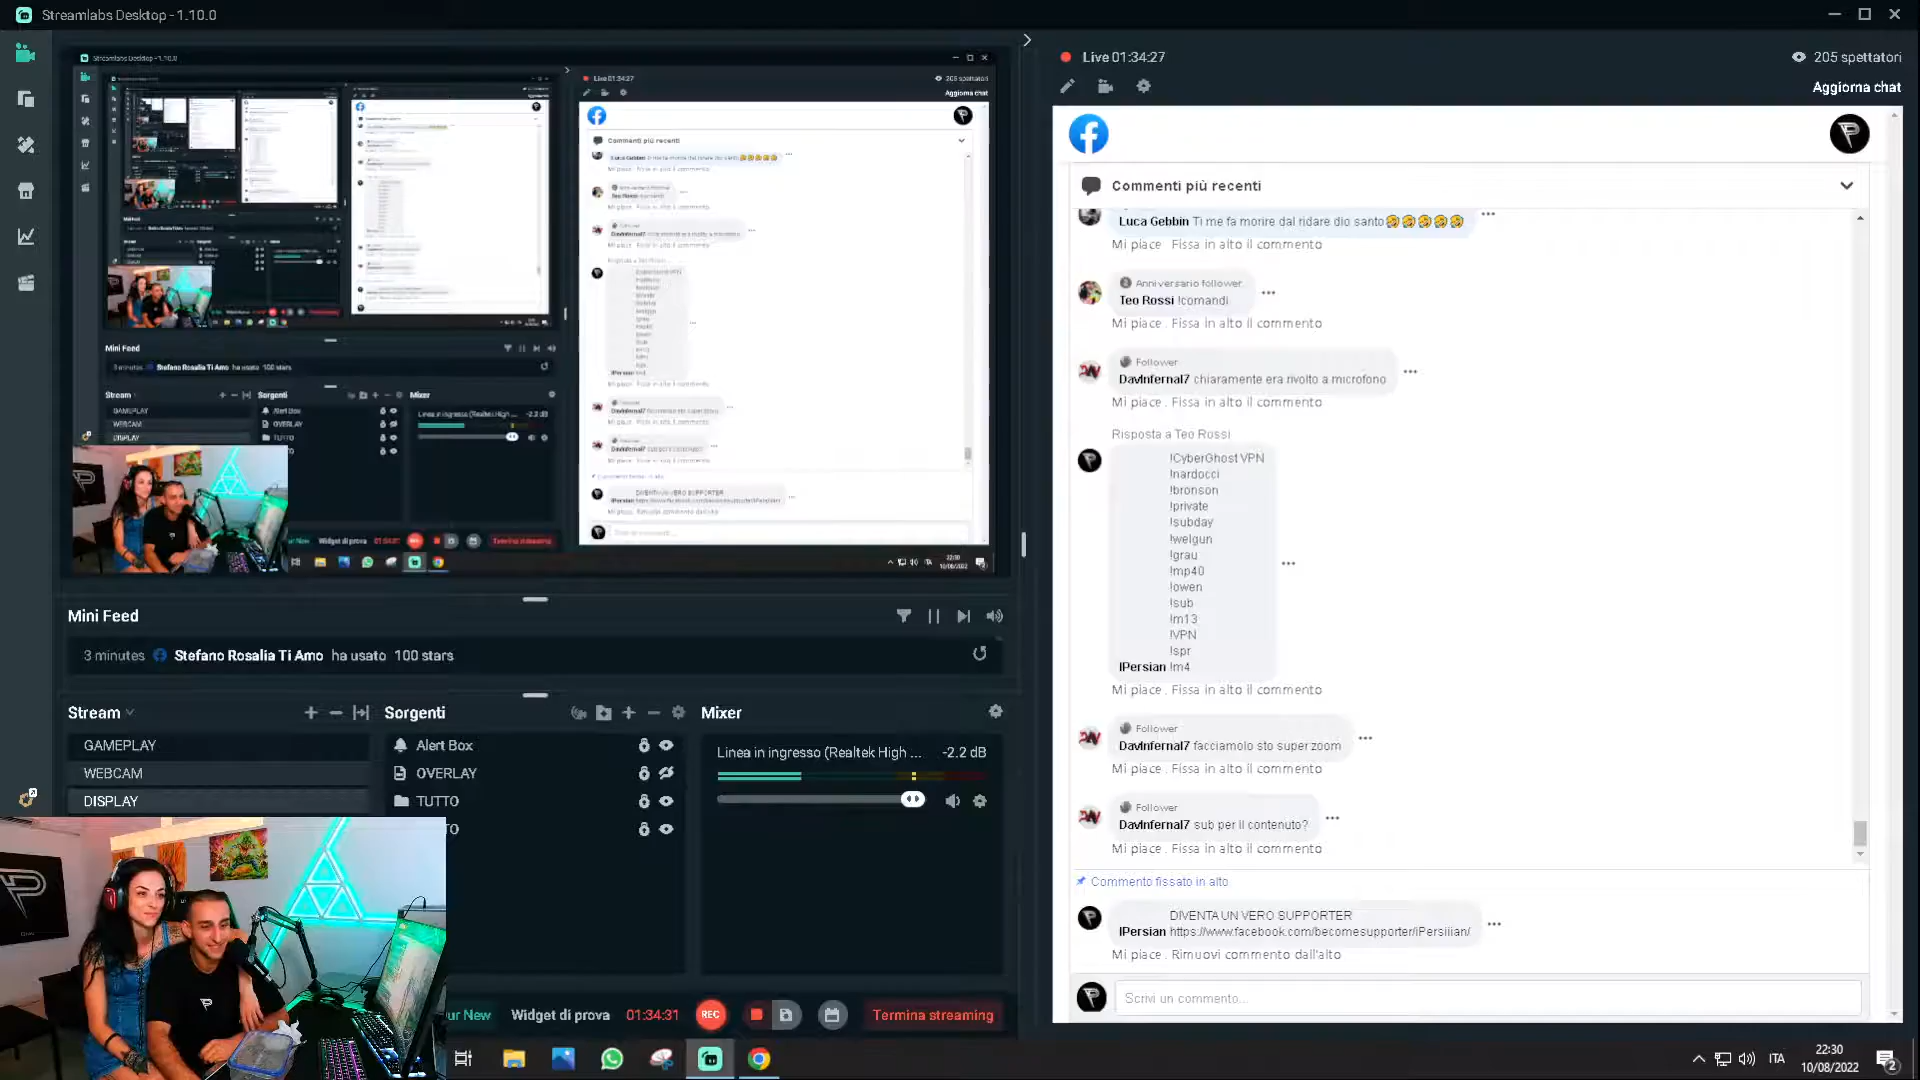 Streamlabs Desktop - 1.10.0
Live 01:34:27
205 spettatori
Aggiorna chat
Commenti più recenti
Luca Gebbin Ti me fa morire dal ridare dio santo🤣🤣🤣🤣🤣
Mi piace . Fissa in alto il commento
Anniversario follower
Teo Rossi !comandi
Mi piace . Fissa in alto il commento
Follower
DavInfernal7 chiaramente era rivolto a microfono
Mi piace . Fissa in alto il commento
Risposta a Teo Rossi
!CyberGhost VPN
!nardocci
!bronson
!private
!subday
!welgun
!grau
!mp40
!owen
!sub
!m13
!VPN
!spr
IPersian !m4
Mi piace . Fissa in alto il commento
Follower
DavInfernal7 facciamolo sto super zoom
Mi piace . Fissa in alto il commento
Follower
DavInfernal7 sub per il contenuto?
Mi piace . Fissa in alto il commento
Commento fissato in alto
DIVENTA UN VERO SUPPORTER
IPersian https://www.facebook.com/becomesupporter/iPersiiian/
Mi piace . Rimuovi commento dall'alto
Scrivi un commento...
Mini Feed
3 minutes Stefano Rosalia Ti Amo ha usato 100 stars
Stream
GAMEPLAY
WEBCAM
DISPLAY
Sorgenti
Alert Box
OVERLAY
TUTTO
TO
Mixer
Linea in ingresso (Realtek High ... -2.2 dB
ur New
Widget di prova
01:34:31
REC
Termina streaming
ITA
22:30
10/08/2022
2